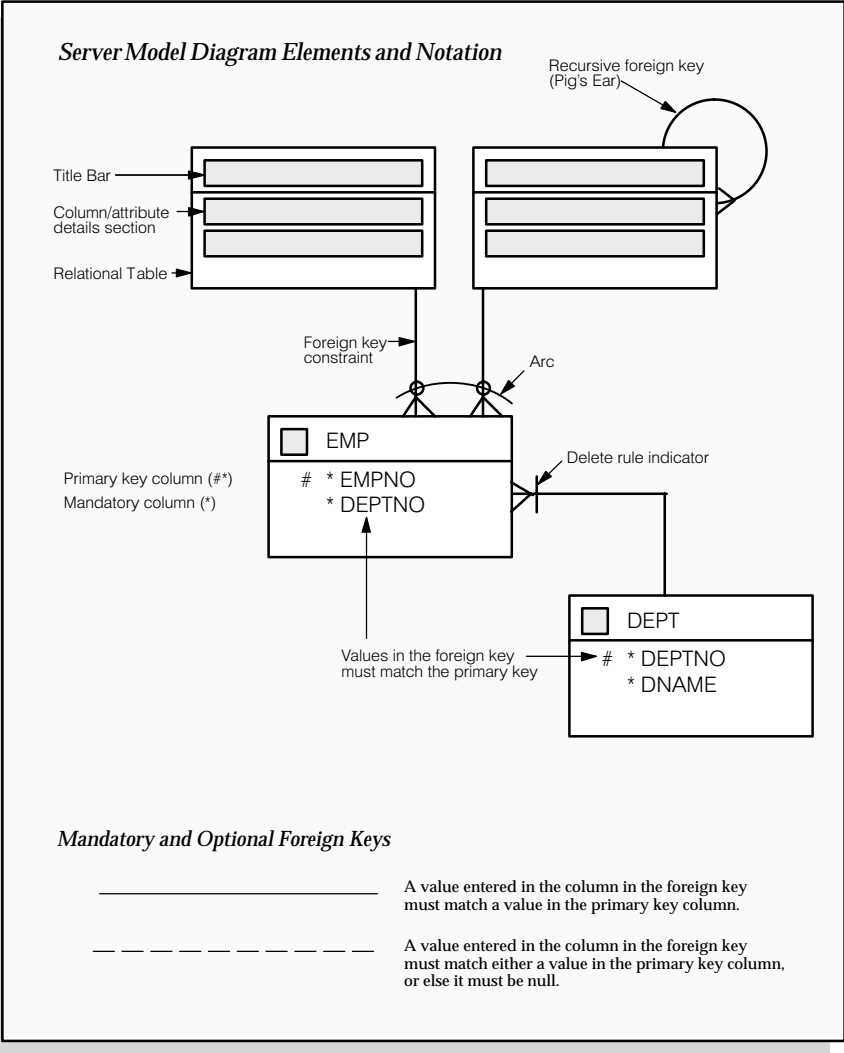 Server Model Diagram Elements and Notation
Recursive foreign key
(Pig's Ear)
Title Bar
Column/attribute
details section
Relational Table
Foreign key
constraint
Arc
EMP
Delete rule indicator
Primary key column (#*)
# * EMPNO
Mandatory column (*)
* DEPTNO
DEPT
Values in the foreign key
must match the primary key
# * DEPTNO
* DNAME
Mandatory and Optional Foreign Keys
A value entered in the column in the foreign key
must match a value in the primary key column.
A value entered in the column in the foreign key
must match either a value in the primary key column,
or else it must be null.